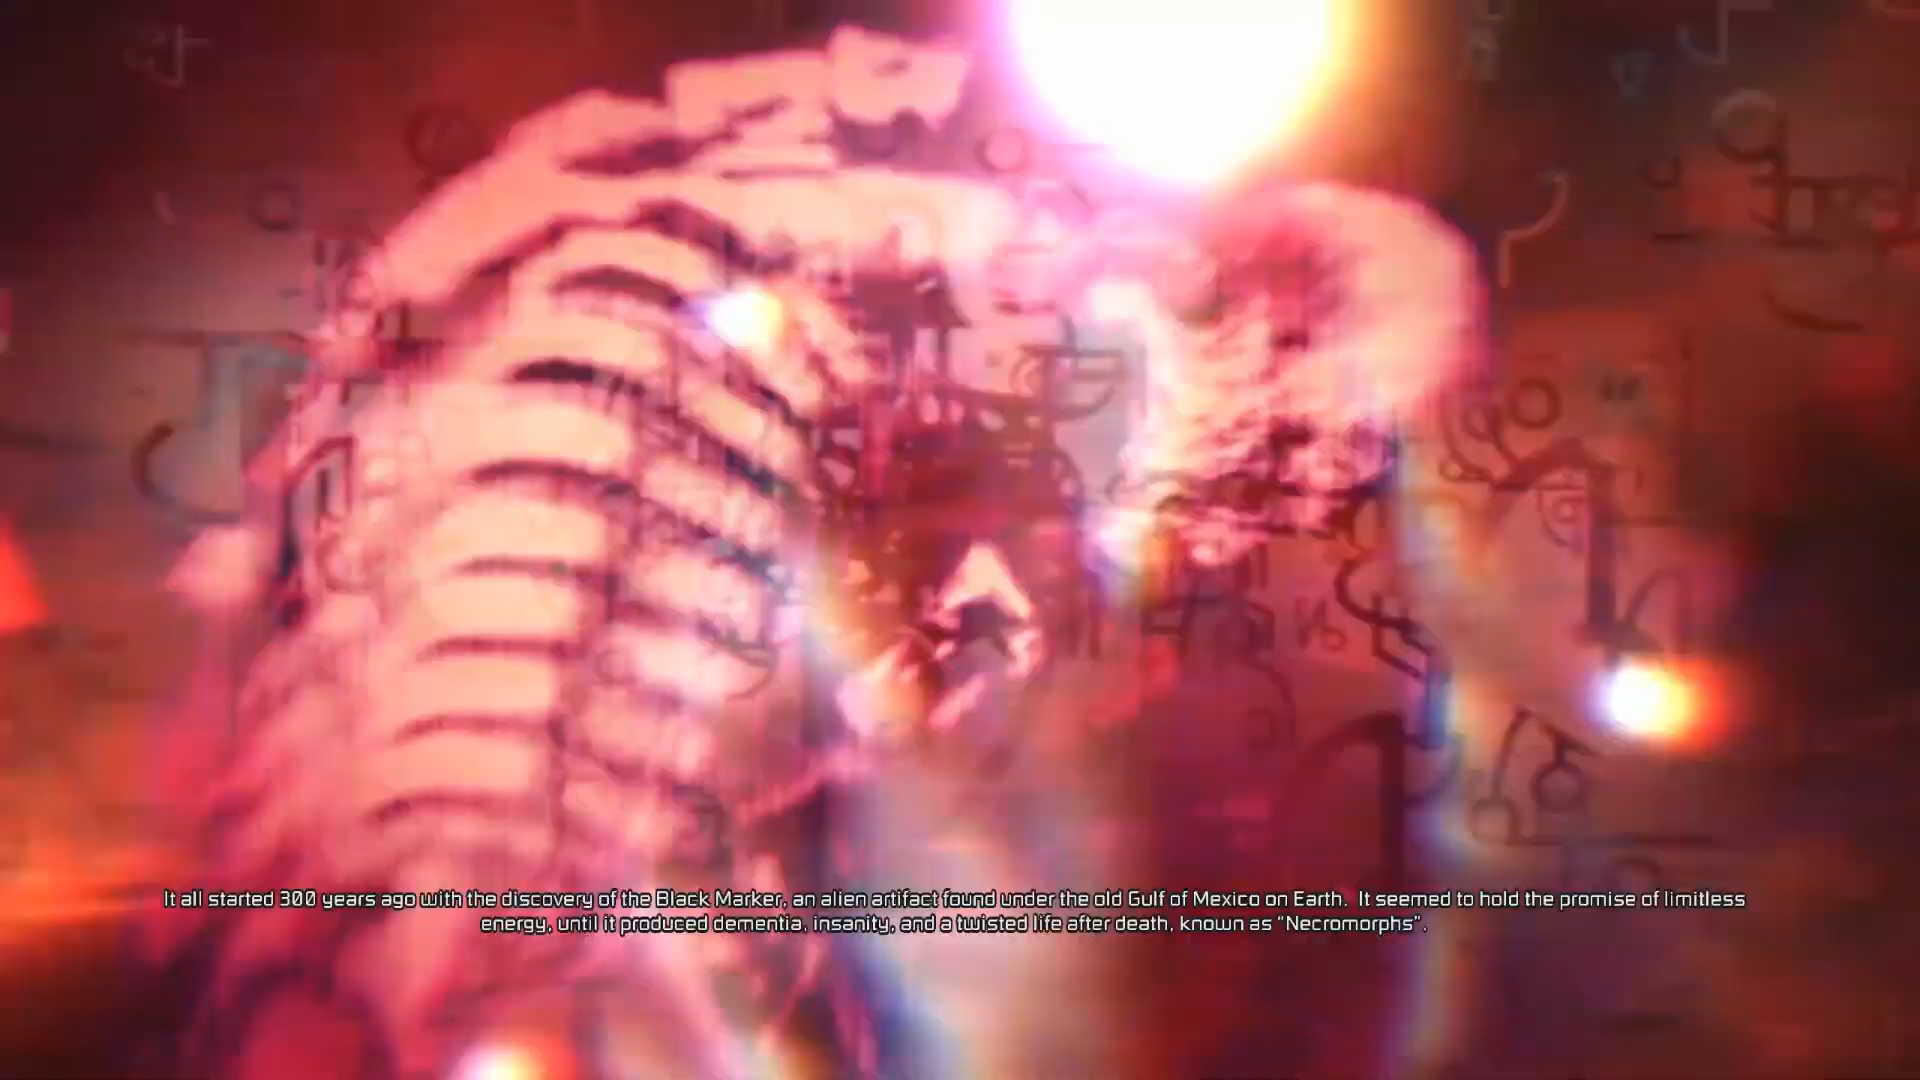 It all started 300 years ago with the discovery of the Black Marker, an alien artifact found under the old Gulf of Mexico on Earth.  It seemed to hold the promise of limitless
energy, until it produced dementia, insanity, and a twisted life after death, known as “Necromorphs”.